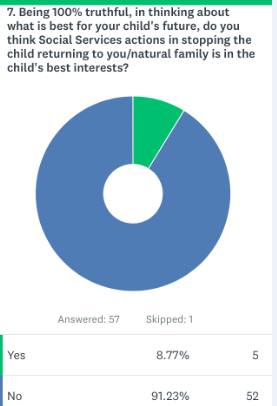 7. Being 100% truthful, in thinking about
what is best for your child's future, do you
think Social Services actions in stopping the
child returning to you/natural family is in the
child's best interests?
Answered: 57 Skipped: 1
Yes 8.77% 5
No 91.23% 52